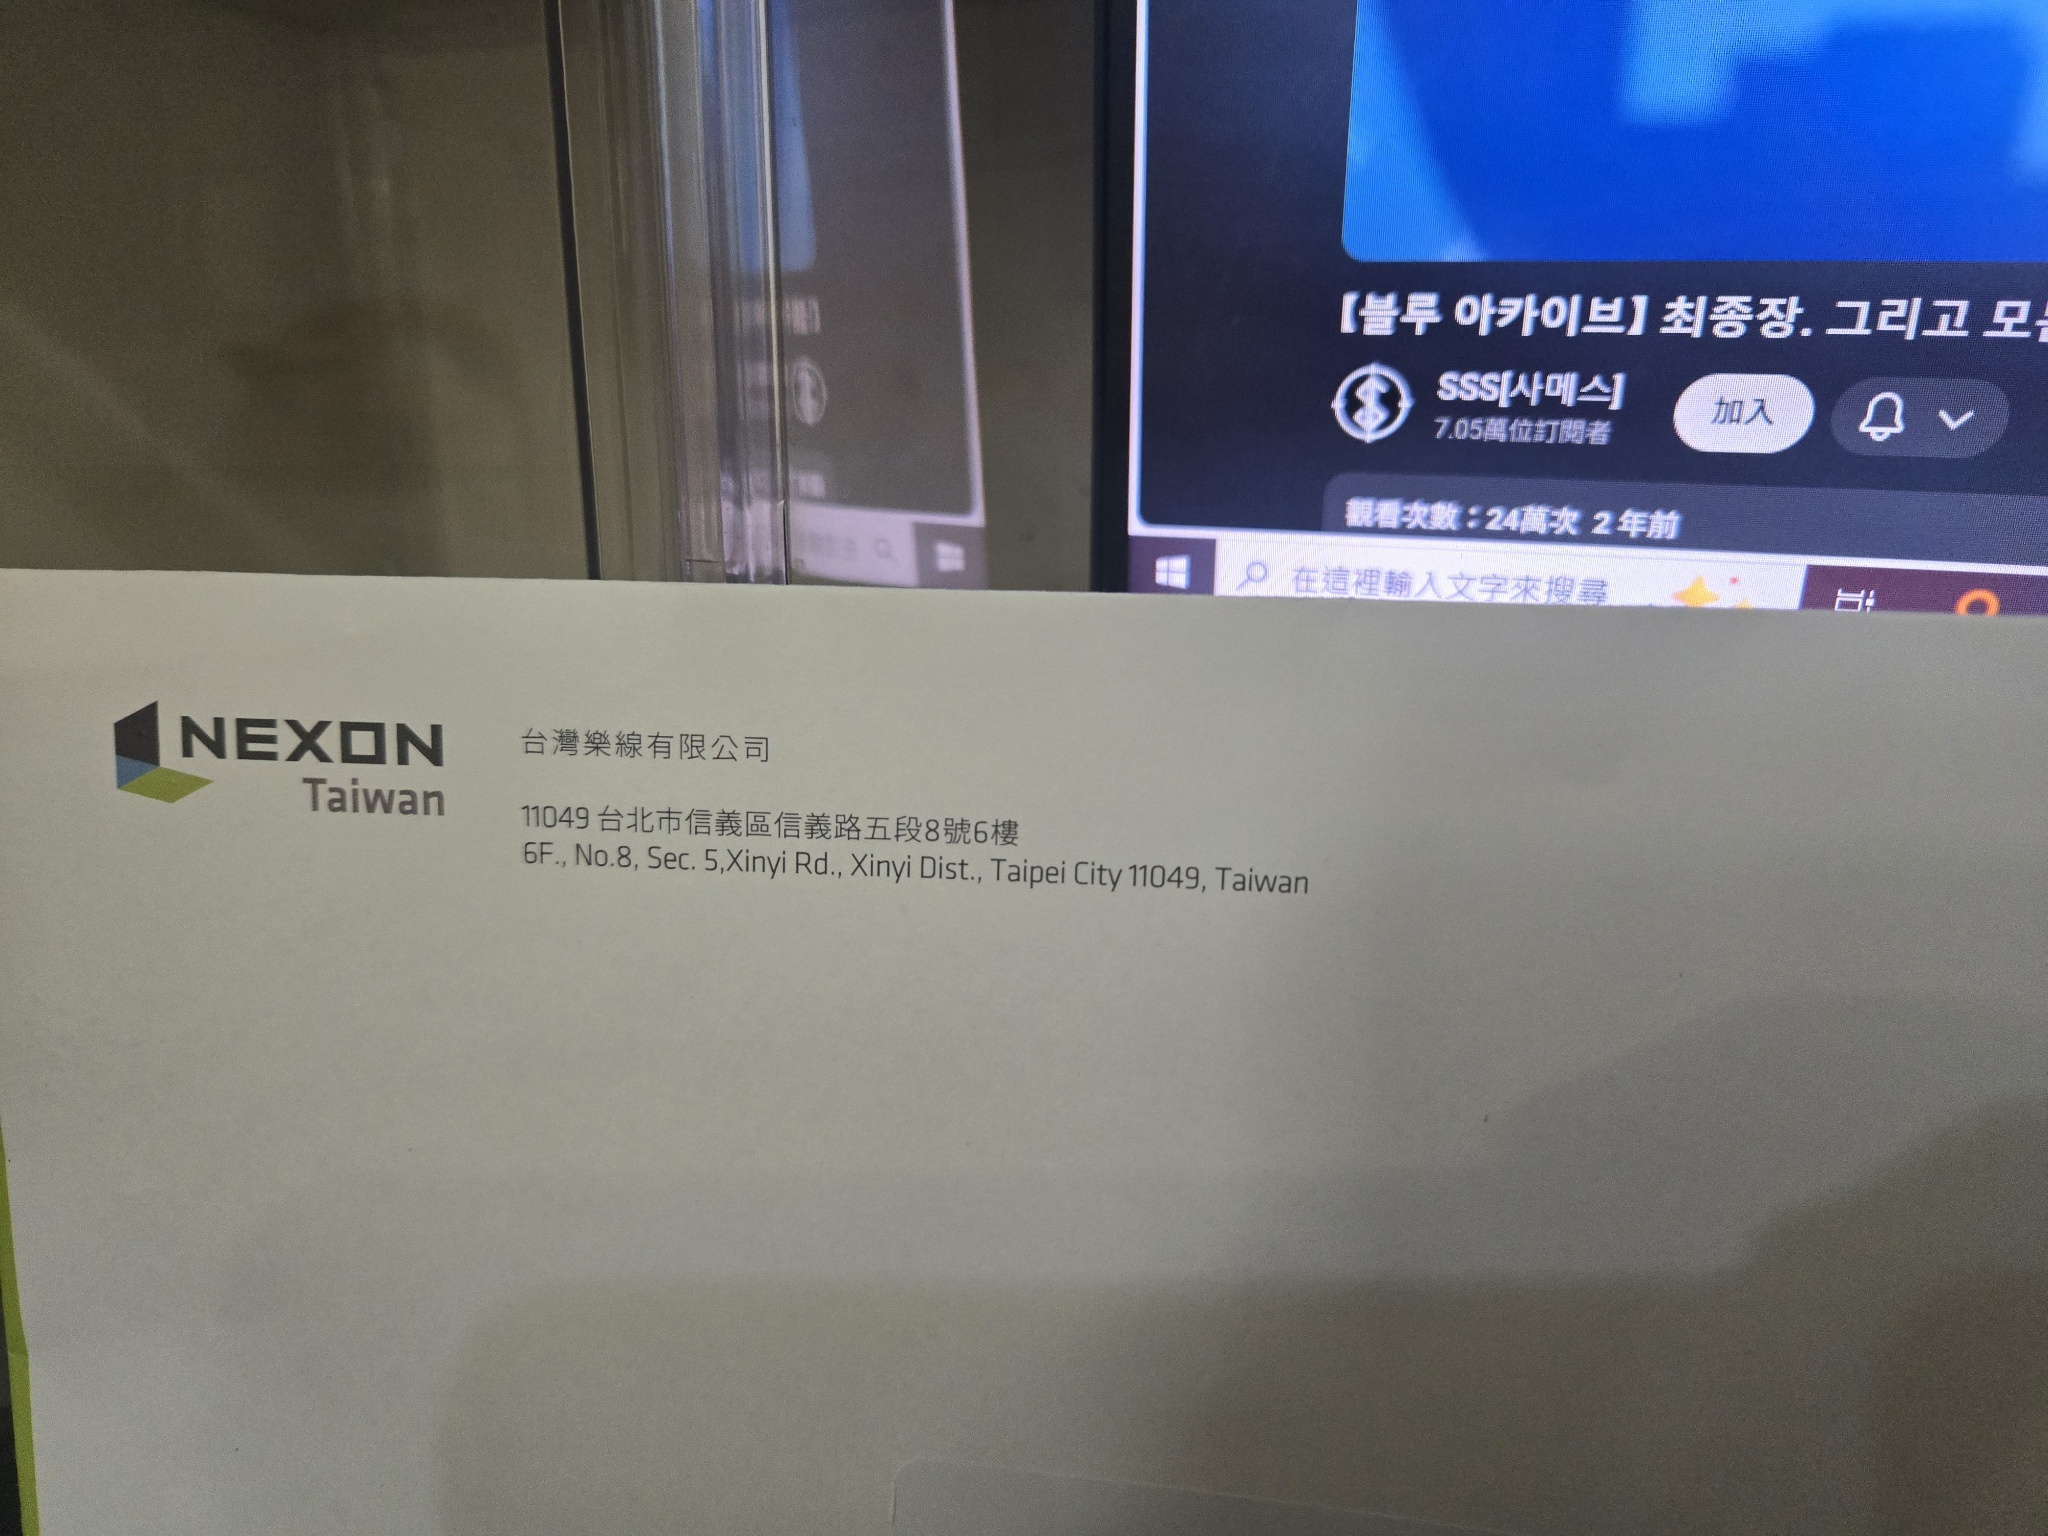 【블루 아카이브】 최종장. 그리고
SSS[사메스]
7.05萬位訂閱者
加入
觀看次數：24萬次 2 年前
在這裡輸入文字來搜尋
NEXON
Taiwan
台灣樂線有限公司
11049 台北市信義區信義路五段8號6樓
6F., No.8, Sec. 5,Xinyi Rd., Xinyi Dist., Taipei City 11049, Taiwan